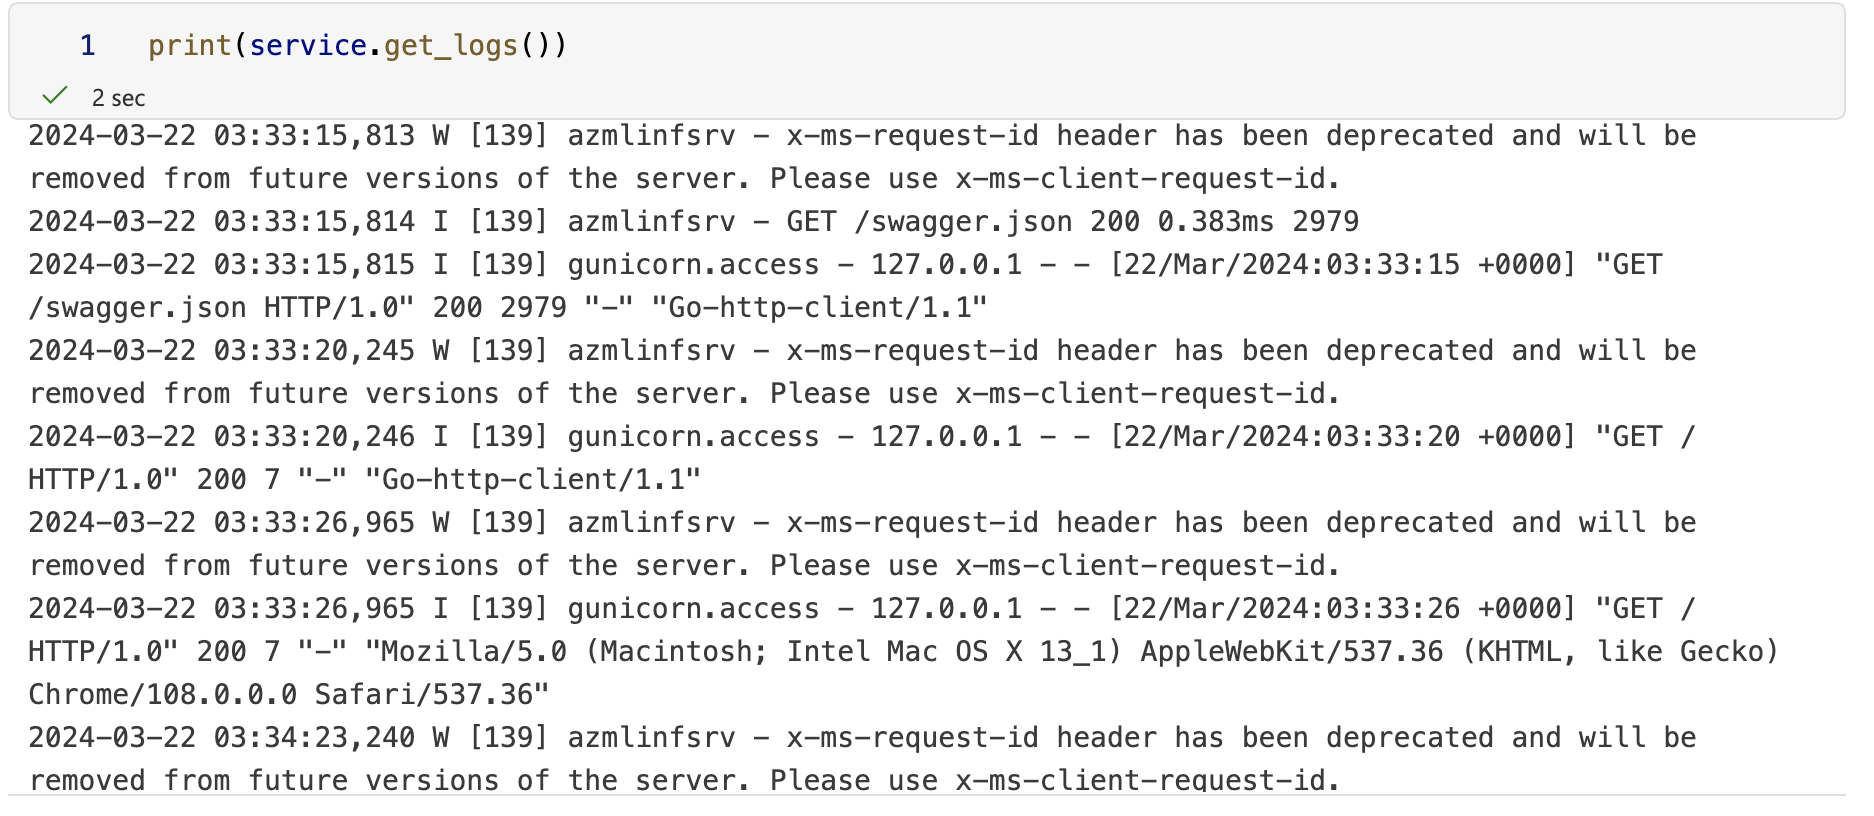 1 print(service.get_logs())
2 sec
2024-03-22 03:33:15,813 W [139] azmlinfsrv - x-ms-request-id header has been deprecated and will be
removed from future versions of the server. Please use x-ms-client-request-id.
2024-03-22 03:33:15,814 I [139] azmlinfsrv - GET /swagger.json 200 0.383ms 2979
2024-03-22 03:33:15,815 I [139] gunicorn.access - 127.0.0.1 - - [22/Mar/2024:03:33:15 +0000] "GET
/swagger.json HTTP/1.0" 200 2979 "-" "Go-http-client/1.1"
2024-03-22 03:33:20,245 W [139] azmlinfsrv - x-ms-request-id header has been deprecated and will be
removed from future versions of the server. Please use x-ms-client-request-id.
2024-03-22 03:33:20,246 I [139] gunicorn.access - 127.0.0.1 - - [22/Mar/2024:03:33:20 +0000] "GET /
HTTP/1.0" 200 7 "-" "Go-http-client/1.1"
2024-03-22 03:33:26,965 W [139] azmlinfsrv - x-ms-request-id header has been deprecated and will be
removed from future versions of the server. Please use x-ms-client-request-id.
2024-03-22 03:33:26,965 I [139] gunicorn.access - 127.0.0.1 - - [22/Mar/2024:03:33:26 +0000] "GET /
HTTP/1.0" 200 7 "-" "Mozilla/5.0 (Macintosh; Intel Mac OS X 13_1) AppleWebKit/537.36 (KHTML, like Gecko)
Chrome/108.0.0.0 Safari/537.36"
2024-03-22 03:34:23,240 W [139] azmlinfsrv - x-ms-request-id header has been deprecated and will be
removed from future versions of the server. Please use x-ms-client-request-id.